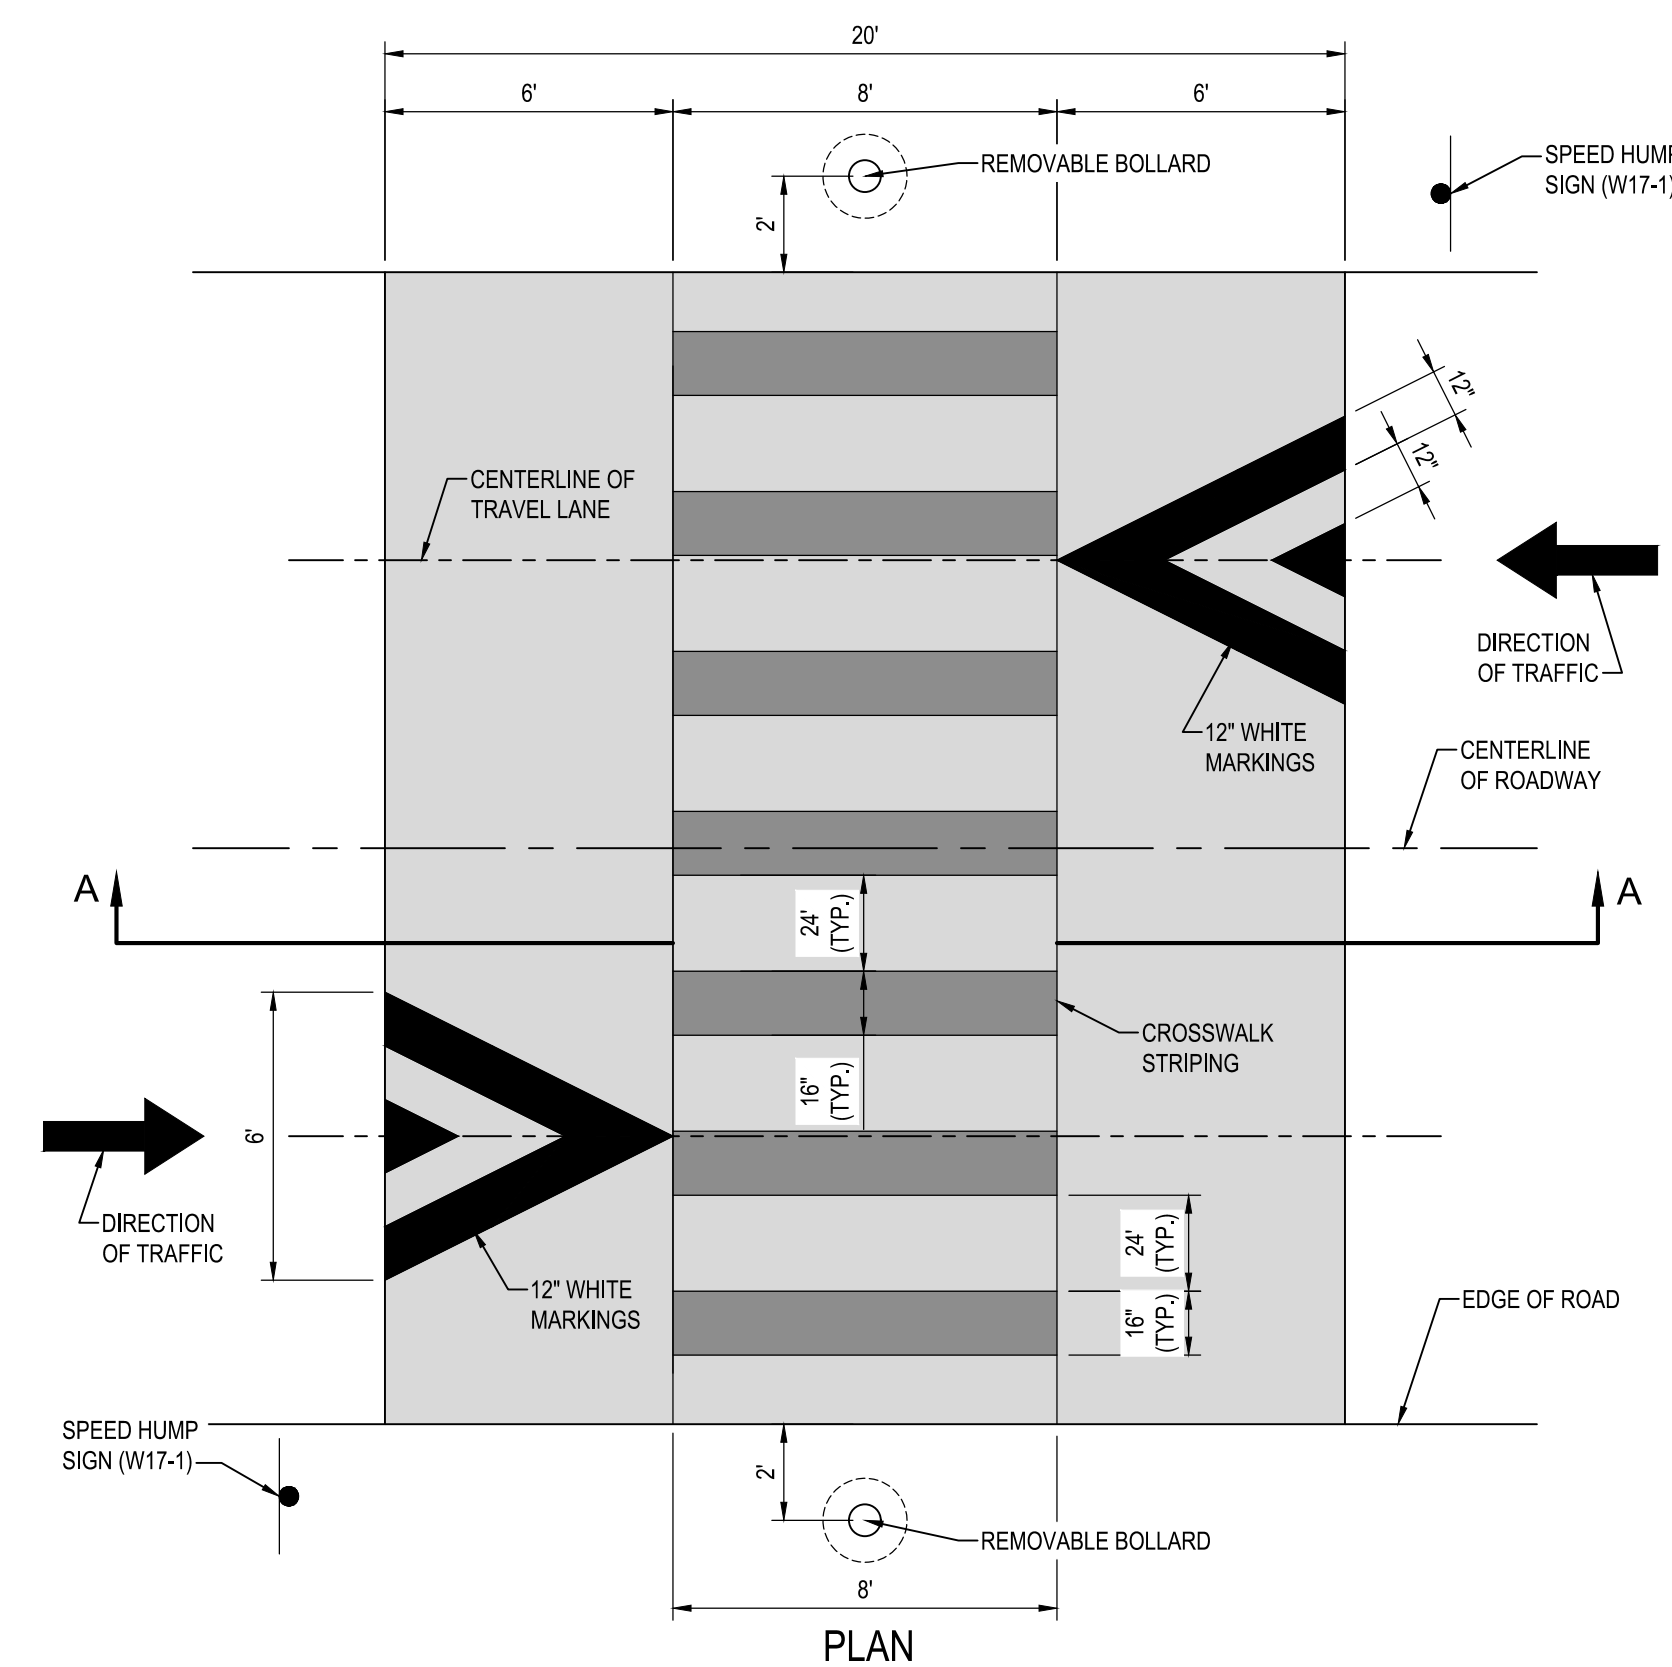 20'
6'
8'
6'
REMOVABLE BOLLARD
SPEED HUMP
SIGN (W17-1)
2'
12"
12"
CENTERLINE OF
TRAVEL LANE
DIRECTION
OF TRAFFIC
12" WHITE
MARKINGS
CENTERLINE
OF ROADWAY
A
A
24'
(TYP.)
CROSSWALK
STRIPING
16"
(TYP.)
6'
DIRECTION
OF TRAFFIC
24'
(TYP.)
12" WHITE
MARKINGS
16"
(TYP.)
EDGE OF ROAD
SPEED HUMP
SIGN (W17-1)
2'
REMOVABLE BOLLARD
8'
PLAN